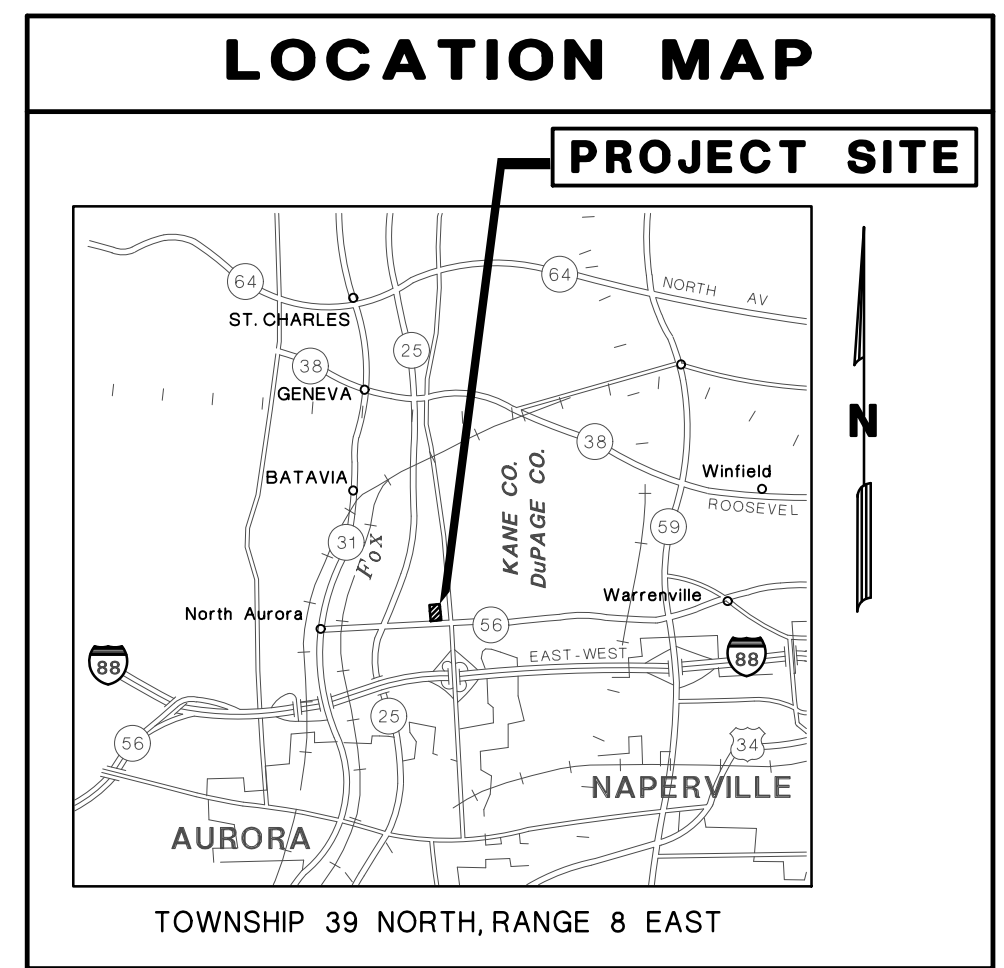 LOCATION MAP
PROJECT SITE
64
64
NORTH AV
ST. CHARLES
25
38
GENEVA
38
BATAVIA
Winfield
ROOSEVEL
KANE CO.
DuPAGE CO.
59
31
Fox
N
North Aurora
Warrenville
56
EAST-WEST
88
88
25
56
34
NAPERVILLE
AURORA
TOWNSHIP 39 NORTH, RANGE 8 EAST